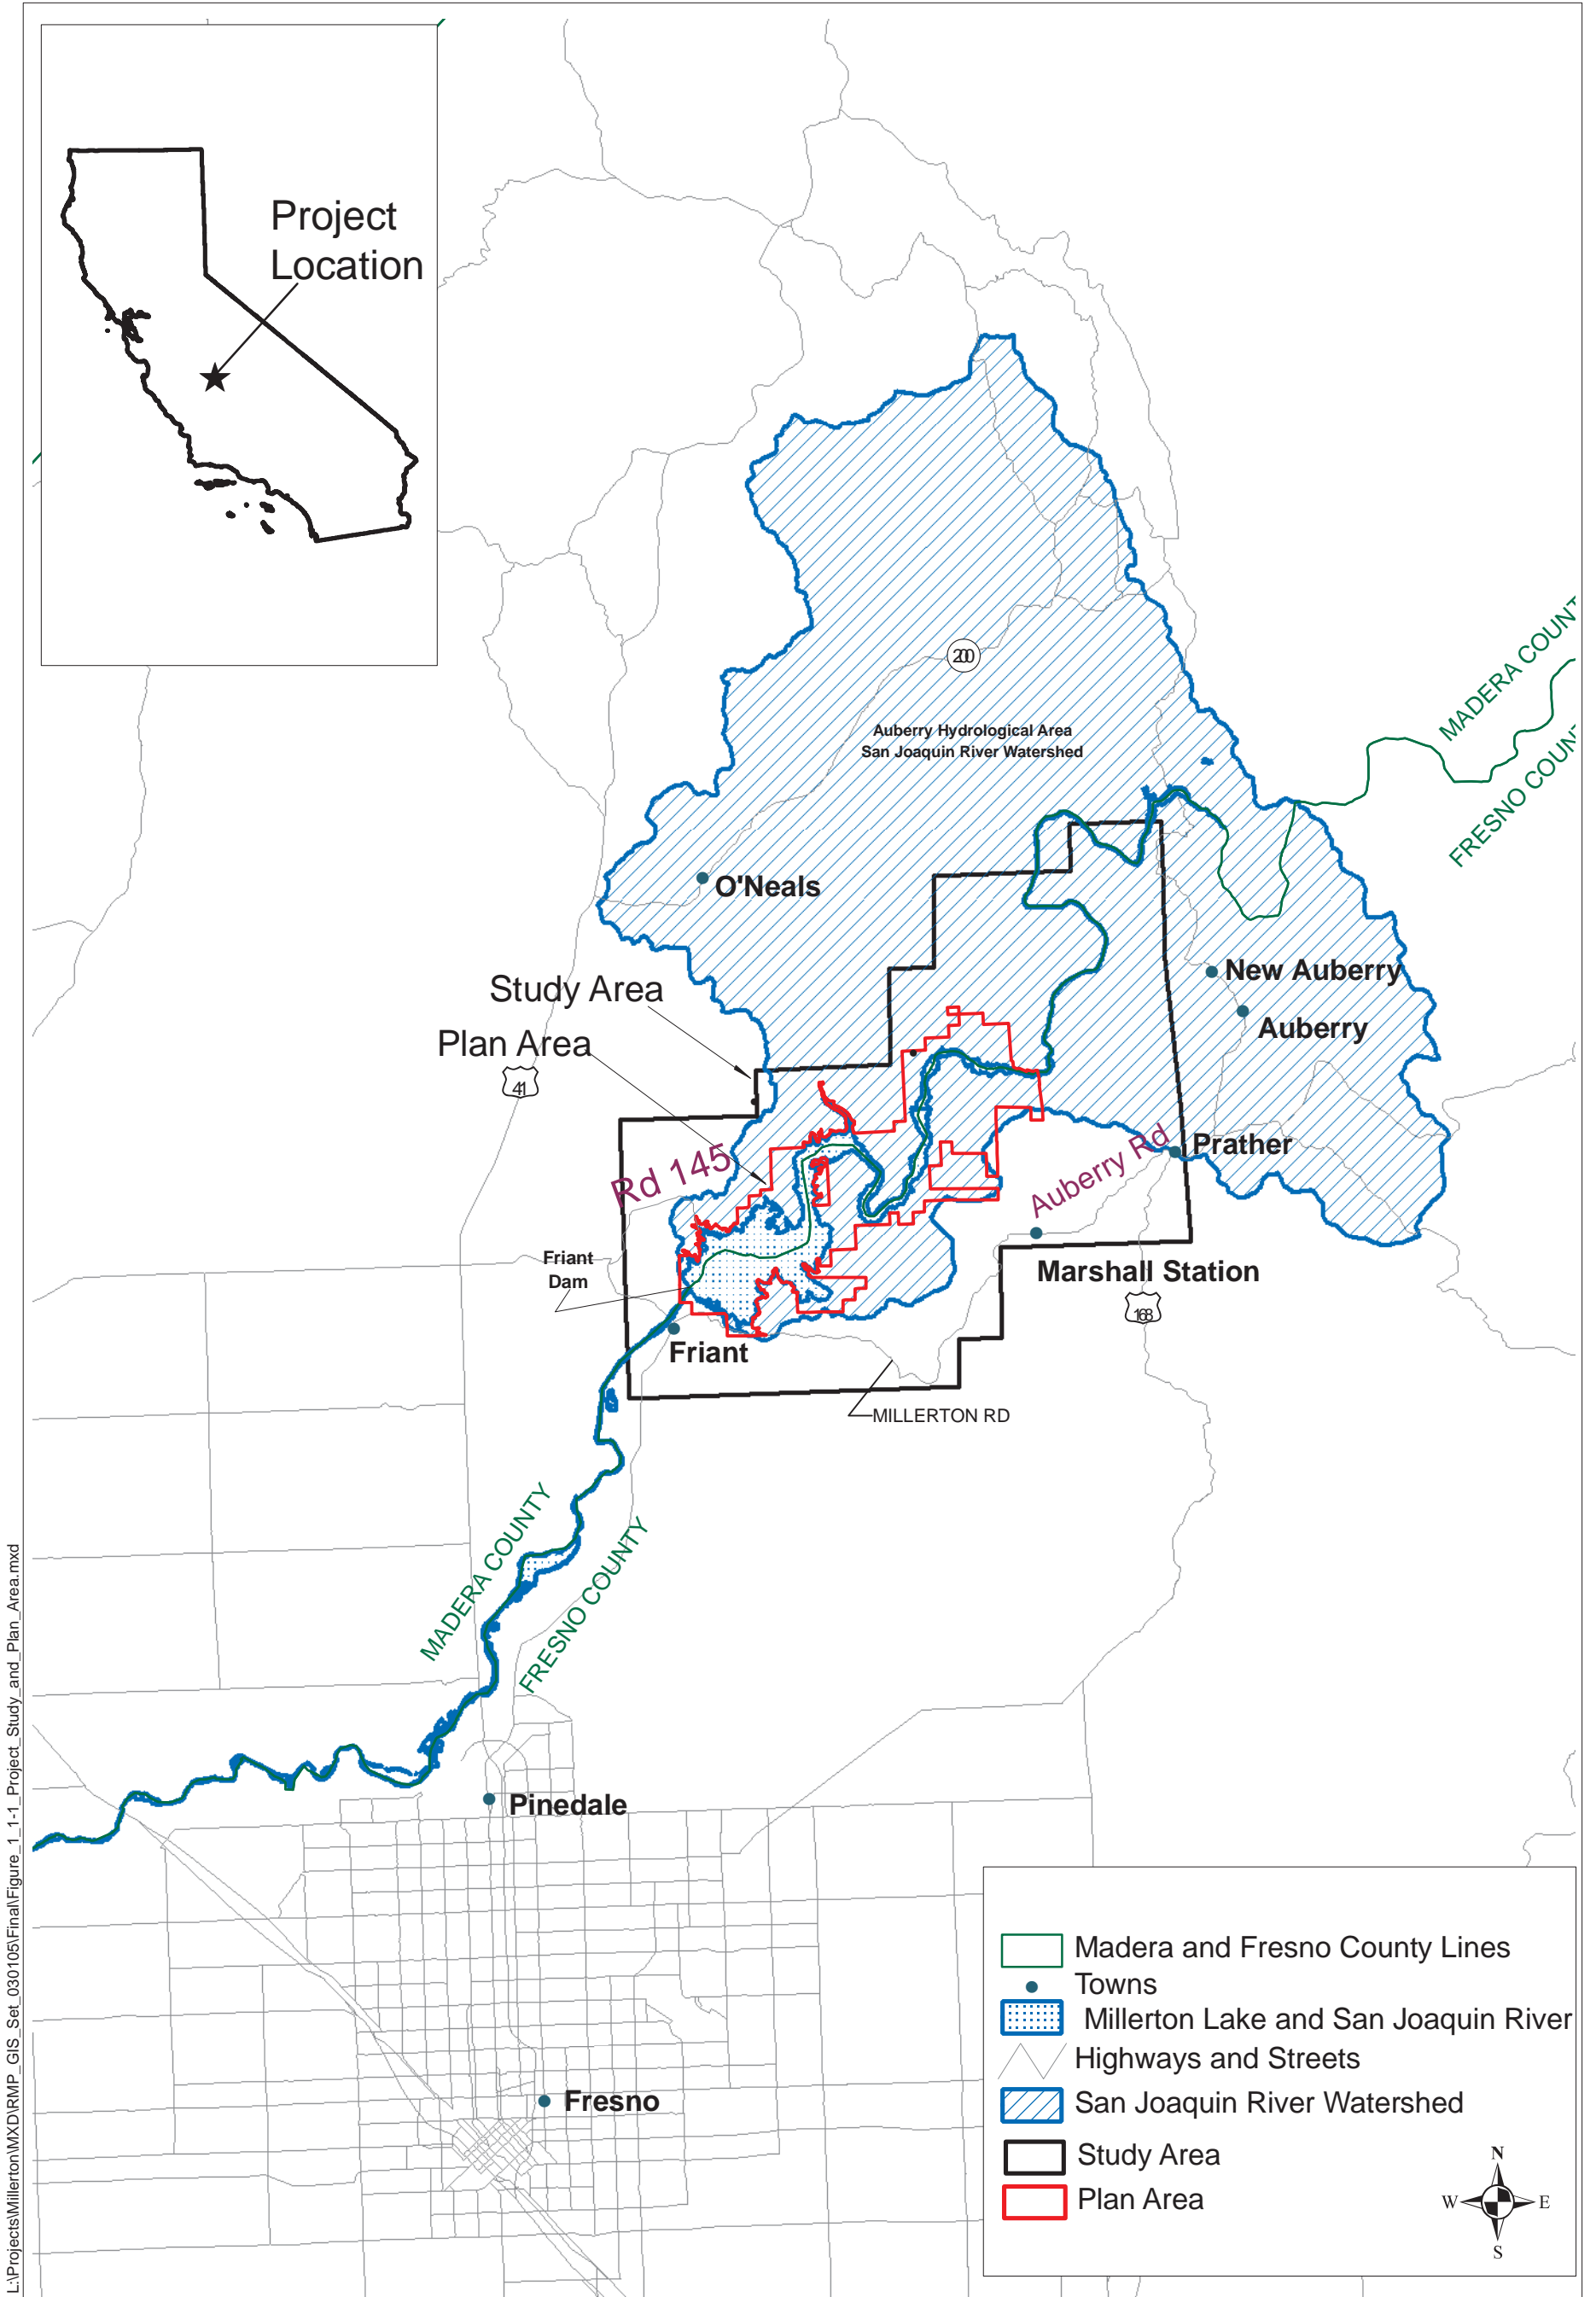 Project
Location
MADERA COUNT
FRESNO COUN
200
Auberry Hydrological Area
San Joaquin River Watershed
O'Neals
New Auberry
Auberry
Study Area
Plan Area
41
Rd 145
Auberry Rd
Prather
Friant
Dam
Marshall Station
168
Friant
MILLERTON RD
MADERA COUNTY
FRESNO COUNTY
Pinedale
Fresno
Madera and Fresno County Lines
Towns
Millerton Lake and San Joaquin River
Highways and Streets
San Joaquin River Watershed
Study Area
Plan Area
N
W
E
S
L:\Projects\Millerton\MXD\RMP_GIS_Set_030105\Final\Figure_1_1-1_Project_Study_and_Plan_Area.mxd